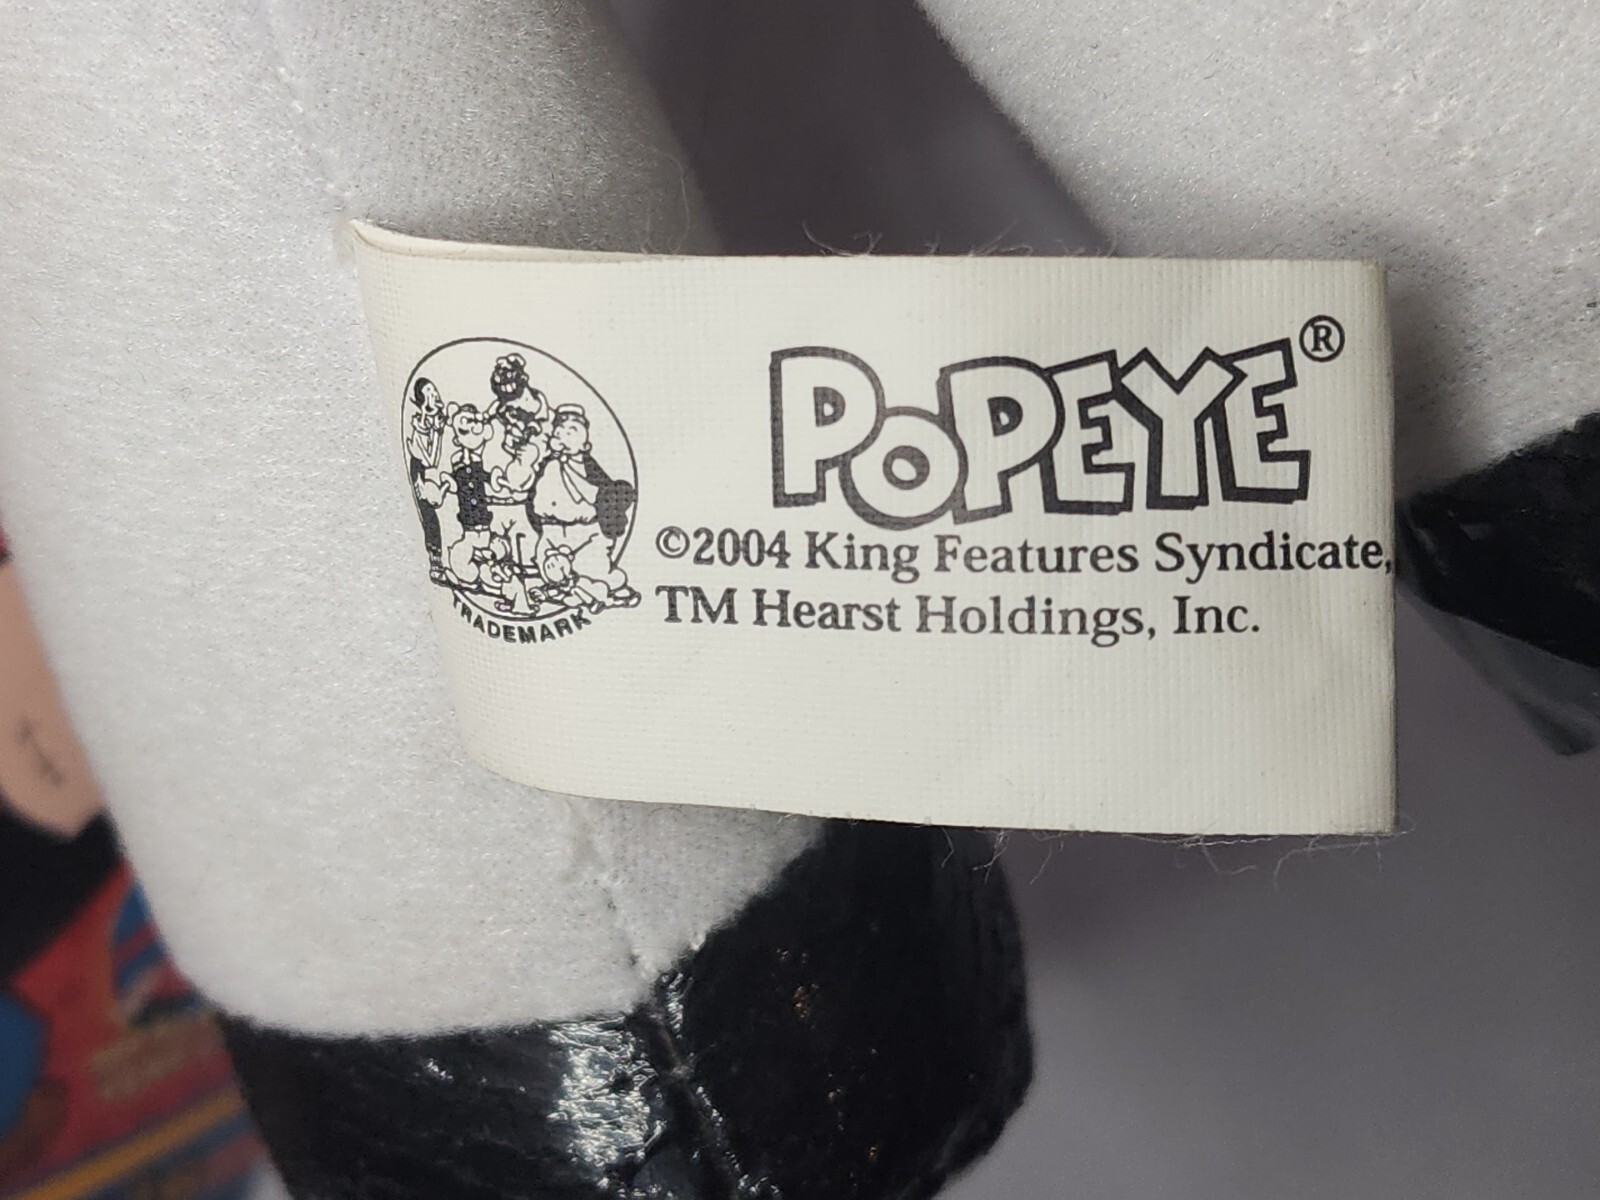 POPEYE®
©2004 King Features Syndicate,
TM Hearst Holdings, Inc.
TRADEMARK